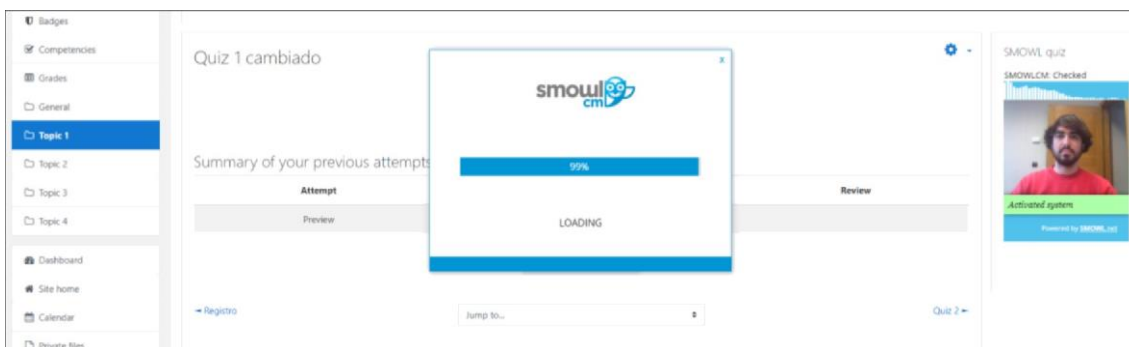 Badges
Competencies
Grades
General
Topic 1
Topic 2
Topic 3
Topic 4
Dashboard
Site home
Calendar
Private files
Quiz 1 cambiado
Summary of your previous attempts
Attempt
Review
Preview
Registro
Jump to...
Quiz 2
x
smowl
cm
99%
LOADING
SMOWL quiz
SMOWLCM: Checked
Activated system
Powered by SMOWL.net